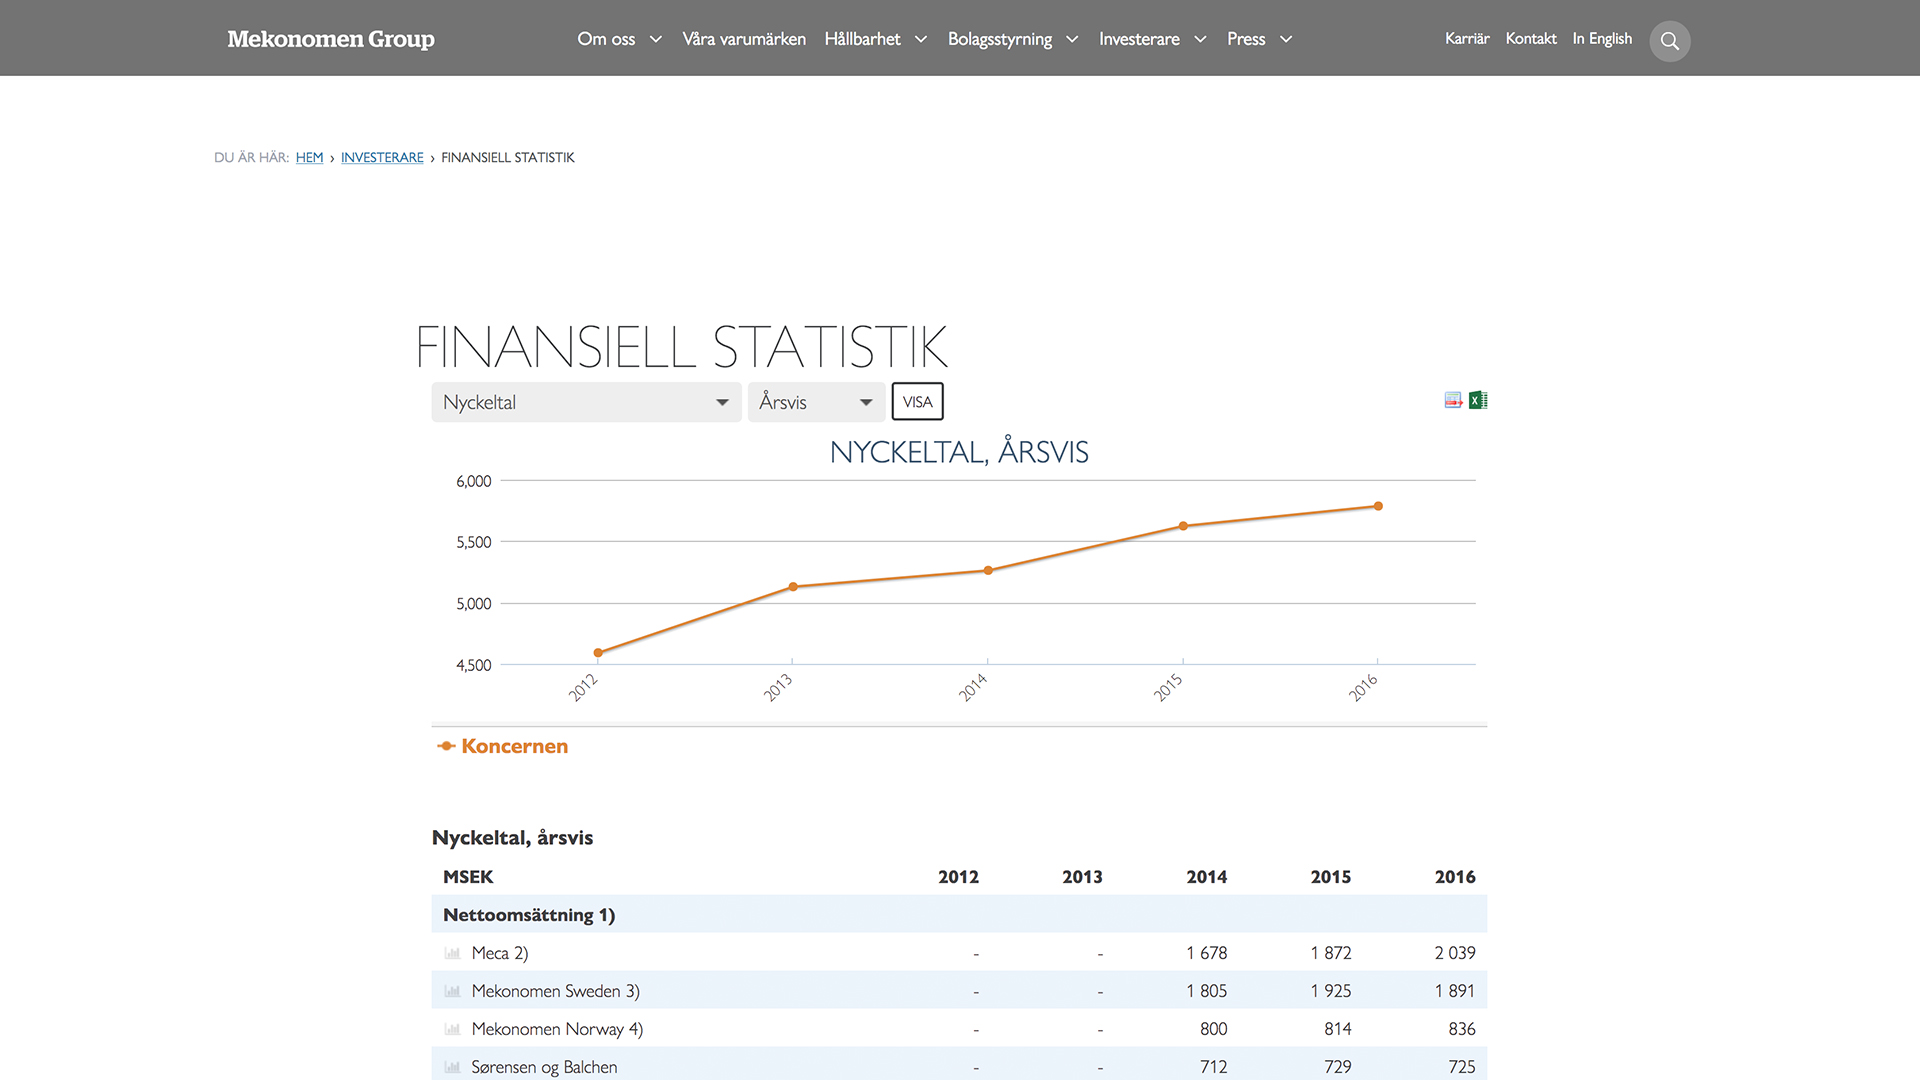 Mekonomen Group Om oss Våra varumärken Hållbarhet Bolagsstyrning Investerare Press Karriär Kontakt In English
DU ÄR HÄR: HEM › INVESTERARE › FINANSIELL STATISTIK
FINANSIELL STATISTIK
Nyckeltal Årsvis VISA
NYCKELTAL, ÅRSVIS
6,000
5,500
5,000
4,500
2012 2013 2014 2015 2016
Koncernen
Nyckeltal, årsvis
MSEK 2012 2013 2014 2015 2016
Nettoomsättning 1)
Meca 2) - - 1 678 1 872 2 039
Mekonomen Sweden 3) - - 1 805 1 925 1 891
Mekonomen Norway 4) - - 800 814 836
Sørensen og Balchen - - 712 729 725